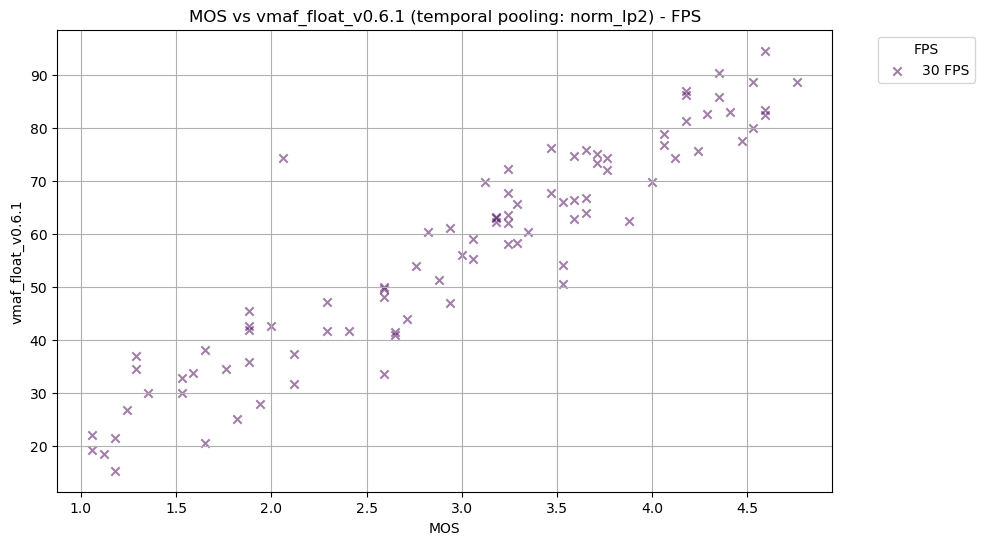 MOS vs vmaf_float_v0.6.1 (temporal pooling: norm_lp2) - FPS
FPS
30 FPS
vmaf_float_v0.6.1
90
80
70
60
50
40
30
20
1.0 1.5 2.0 2.5 3.0 3.5 4.0 4.5
MOS